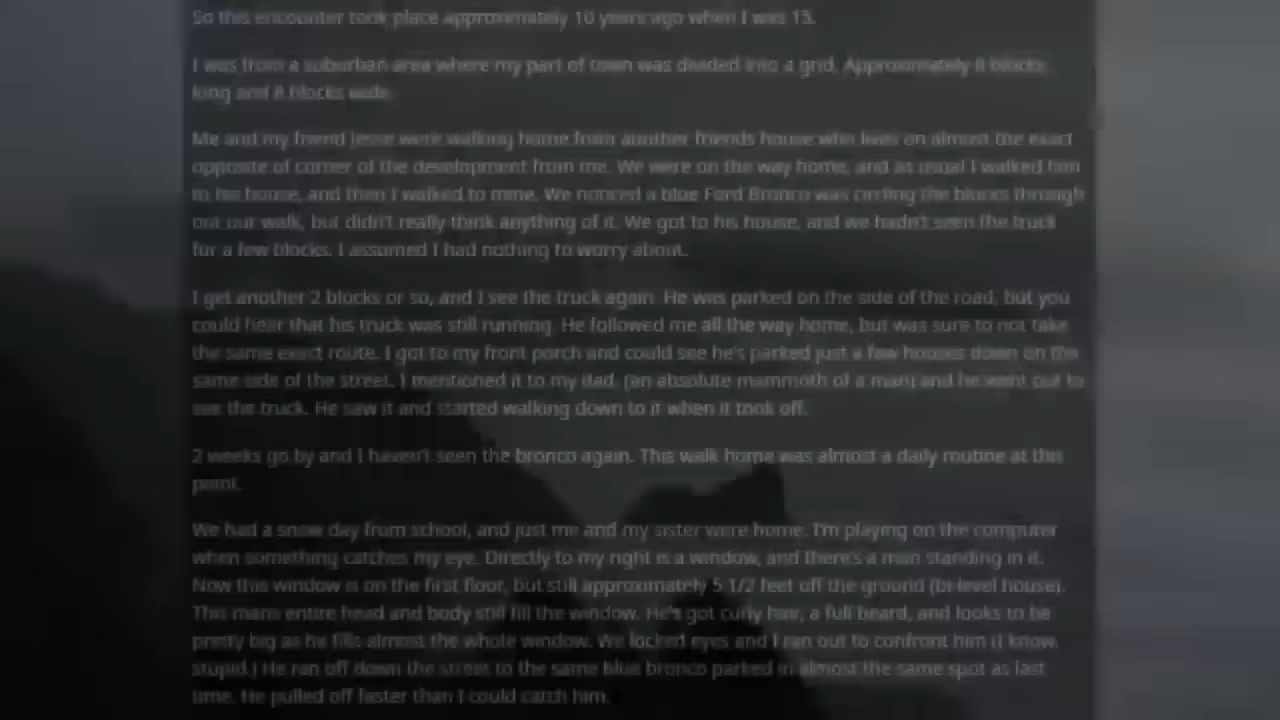 So this encounter took place approximately 10 years ago when I was 15.
I was from a suburban area where my part of town was divided into a grid. Approximately 8 blocks
long and 8 blocks wide.
Me and my friend Jesse were walking home from another friends house who lives on almost the exact
opposite of corner of the development from me. We were on the way home, and as usual I walked him
to his house, and then I walked to mine. We noticed a blue Ford Bronco was circling the blocks through
out our walk, but didn't really think anything of it. We got to his house, and we hadn't seen the truck
for a few blocks. I assumed I had nothing to worry about.
I get another 2 blocks or so, and I see the truck again. He was parked on the side of the road, but you
could hear that his truck was still running. He followed me all the way home, but was sure to not take
the same exact route. I got to my front porch and could see he's parked just a few houses down on the
same side of the street. I mentioned it to my dad, (an absolute mammoth of a man) and he went out to
see the truck. He saw it and started walking down to it when it took off.
2 weeks go by and I haven't seen the bronco again. This walk home was almost a daily routine at this
point.
We had a snow day from school, and just me and my sister were home. I'm playing on the computer
when something catches my eye. Directly to my right is a window, and there's a man standing in it.
Now this window is on the first floor, but still approximately 5 1/2 feet off the ground (bi-level house).
This mans entire head and body still fill the window. He's got curly hair, a full beard, and looks to be
pretty big as he fills almost the whole window. We locked eyes and I ran out to confront him (I know,
stupid.) He ran off down the street to the same blue bronco parked in almost the same spot as last
time. He pulled off faster than I could catch him.